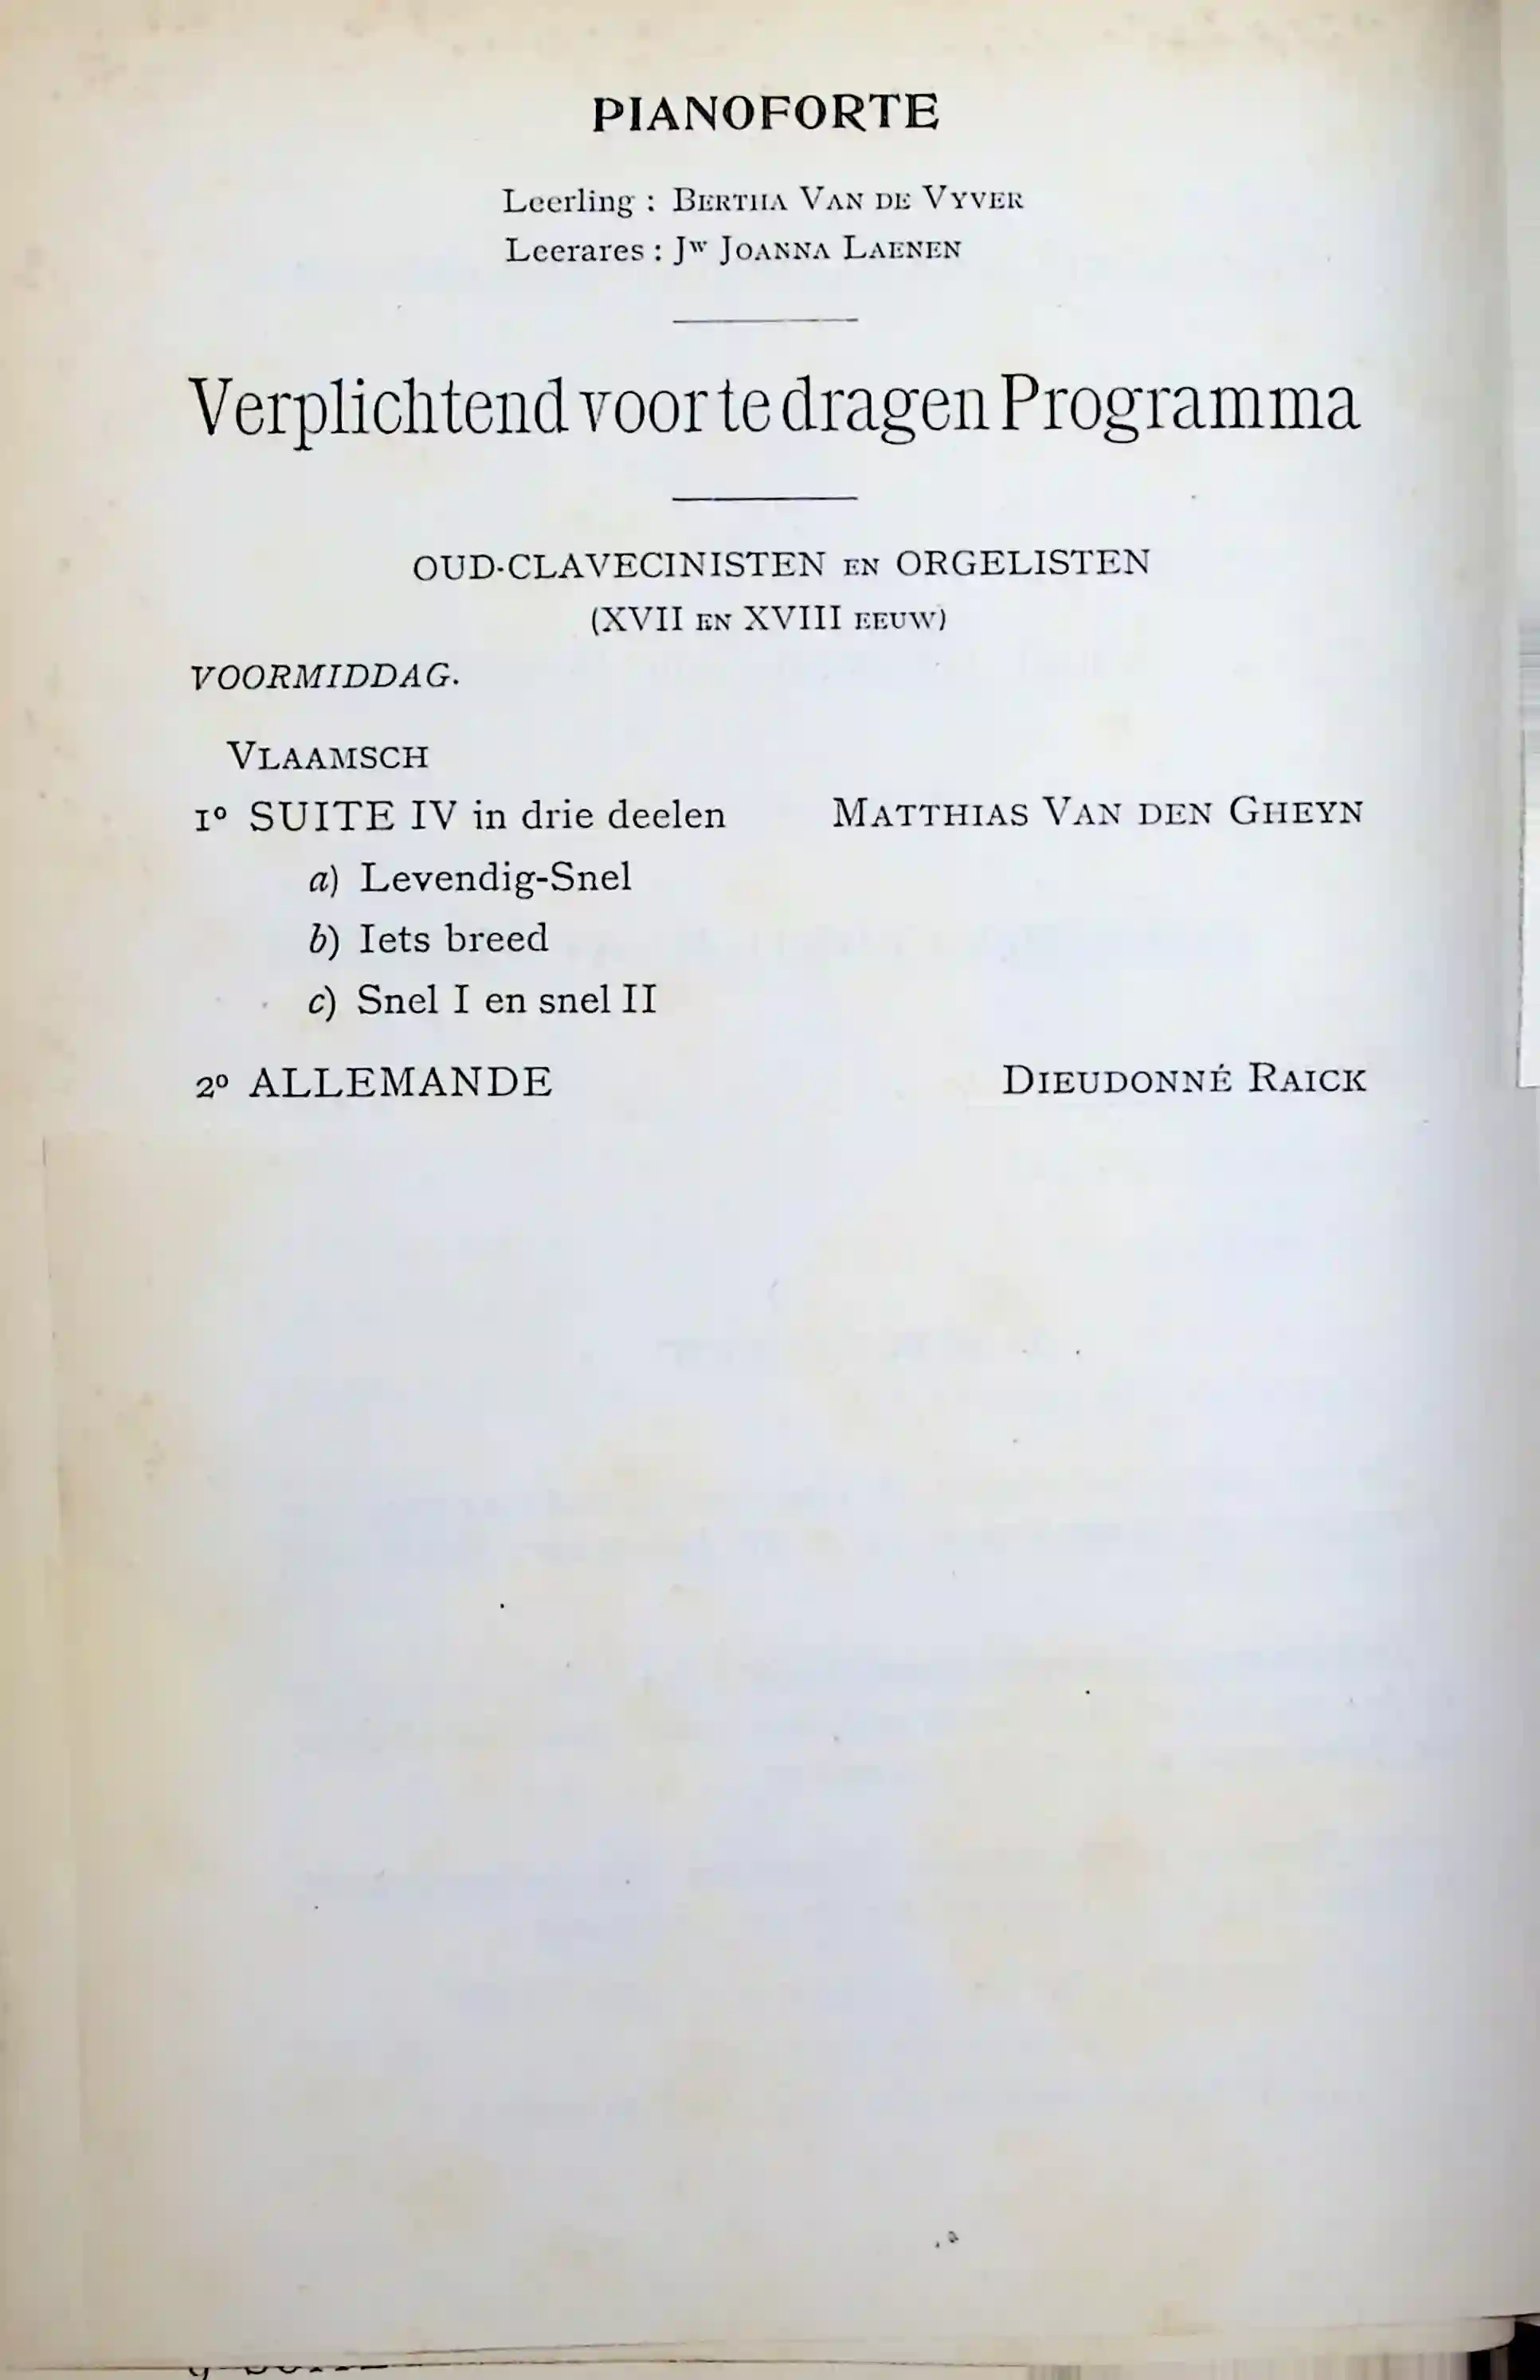 PIANOFORTE
Leerling : Bertha Van de Vyver
Leerares : Jw Joanna Laenen
Verplichtend voor te dragen Programma
OUD-CLAVECINISTEN en ORGELISTEN
(XVII en XVIII eeuw)
VOORMIDDAG.
Vlaamsch
1º SUITE IV in drie deelen Matthias Van den Gheyn
a) Levendig-Snel
b) Iets breed
c) Snel I en snel II
2º ALLEMANDE Dieudonné Raick